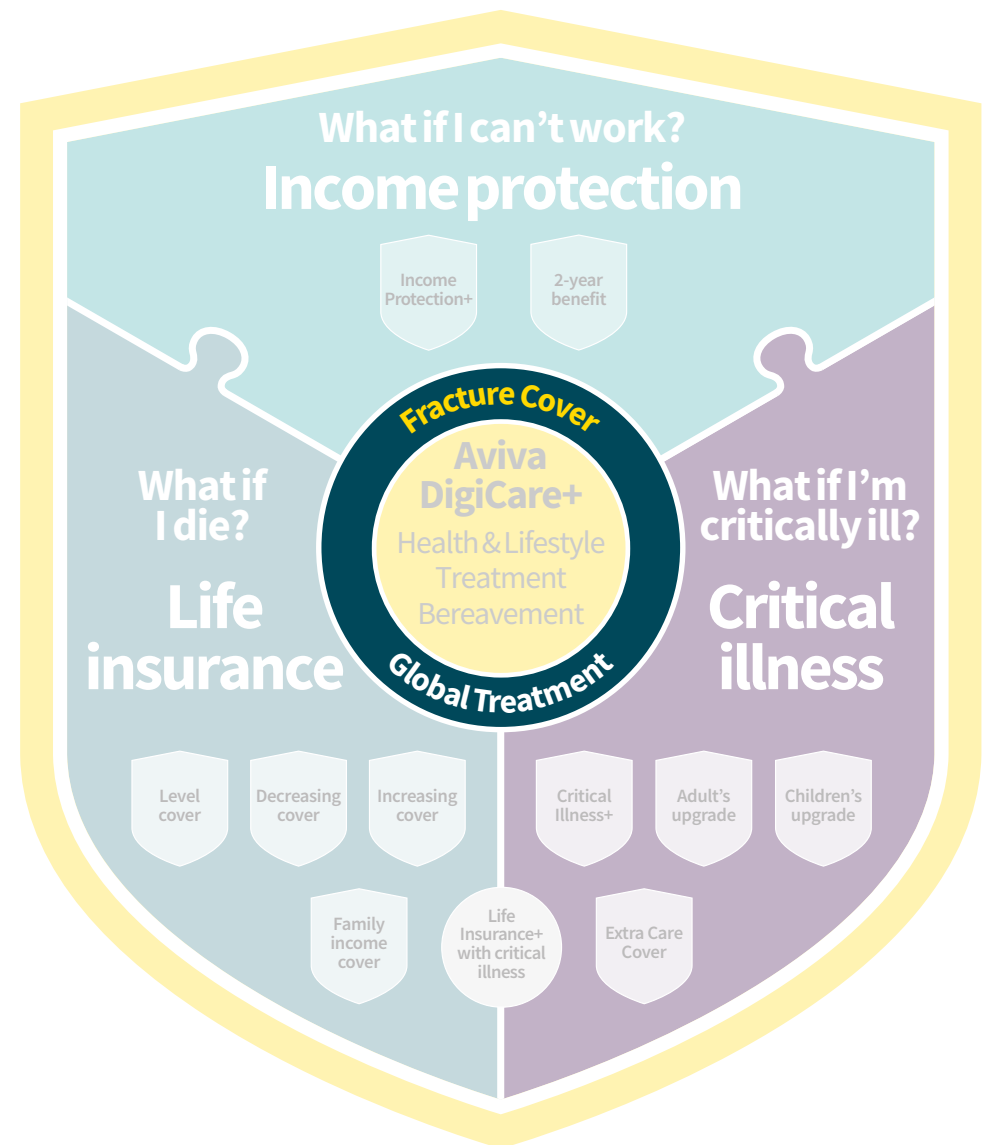 What if I can't work?
Income protection
Income
Protection+
2-year
benefit
Fracture Cover
Aviva
DigiCare+
Health & Lifestyle
Treatment
Bereavement
Global Treatment
What if
I die?
Life
insurance
What if I'm
critically ill?
Critical
illness
Level
cover
Decreasing
cover
Increasing
cover
Critical
Illness+
Adult's
upgrade
Children's
upgrade
Family
income
cover
Life
Insurance+
with critical
illness
Extra Care
Cover